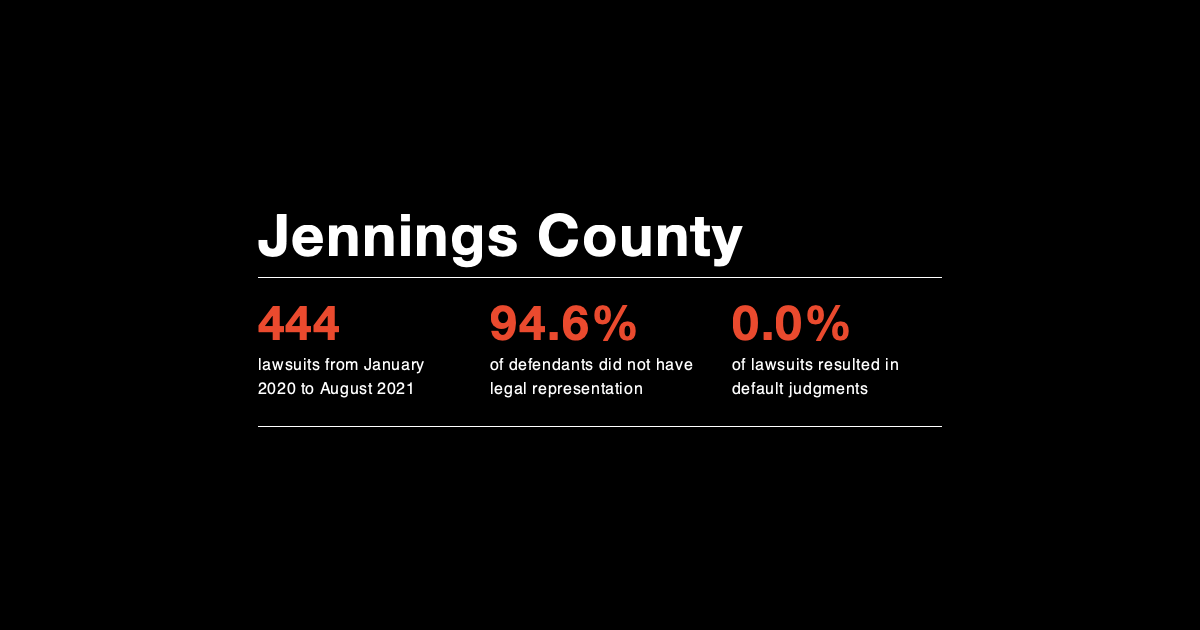 Jennings County
444
lawsuits from January
2020 to August 2021
94.6%
of defendants did not have
legal representation
0.0%
of lawsuits resulted in
default judgments